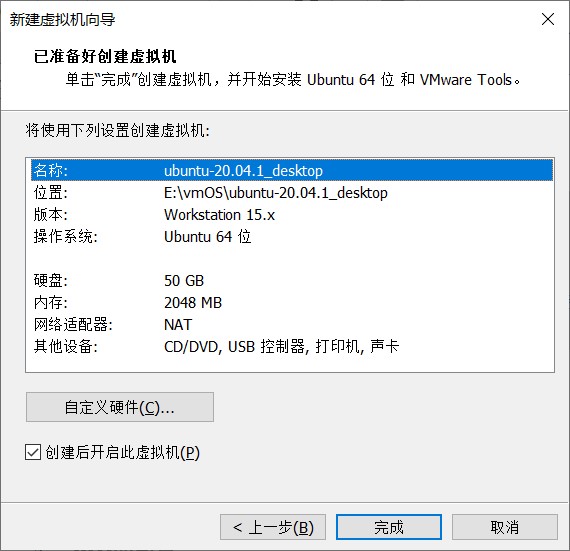 新建虚拟机向导
已准备好创建虚拟机
单击“完成”创建虚拟机，并开始安装 Ubuntu 64 位 和 VMware Tools。
将使用下列设置创建虚拟机:
名称: ubuntu-20.04.1_desktop
位置: E:\vmOS\ubuntu-20.04.1_desktop
版本: Workstation 15.x
操作系统: Ubuntu 64 位
硬盘: 50 GB
内存: 2048 MB
网络适配器: NAT
其他设备: CD/DVD, USB 控制器, 打印机, 声卡
自定义硬件(C)...
创建后开启此虚拟机(P)
< 上一步(B) 完成 取消